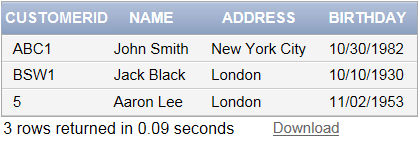 CUSTOMERID NAME ADDRESS BIRTHDAY
ABC1 John Smith New York City 10/30/1982
BSW1 Jack Black London 10/10/1930
5 Aaron Lee London 11/02/1953
3 rows returned in 0.09 seconds Download